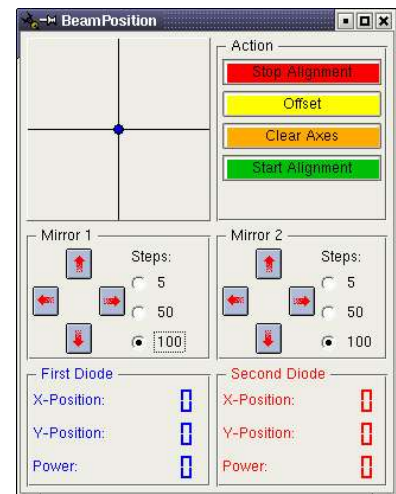 BeamPosition
Action
Stop Alignment
Offset
Clear Axes
Start Alignment
Mirror 1
Steps:
5
50
100
Mirror 2
Steps:
5
50
100
First Diode
X-Position: 0
Y-Position: 0
Power: 0
Second Diode
X-Position: 0
Y-Position: 0
Power: 0